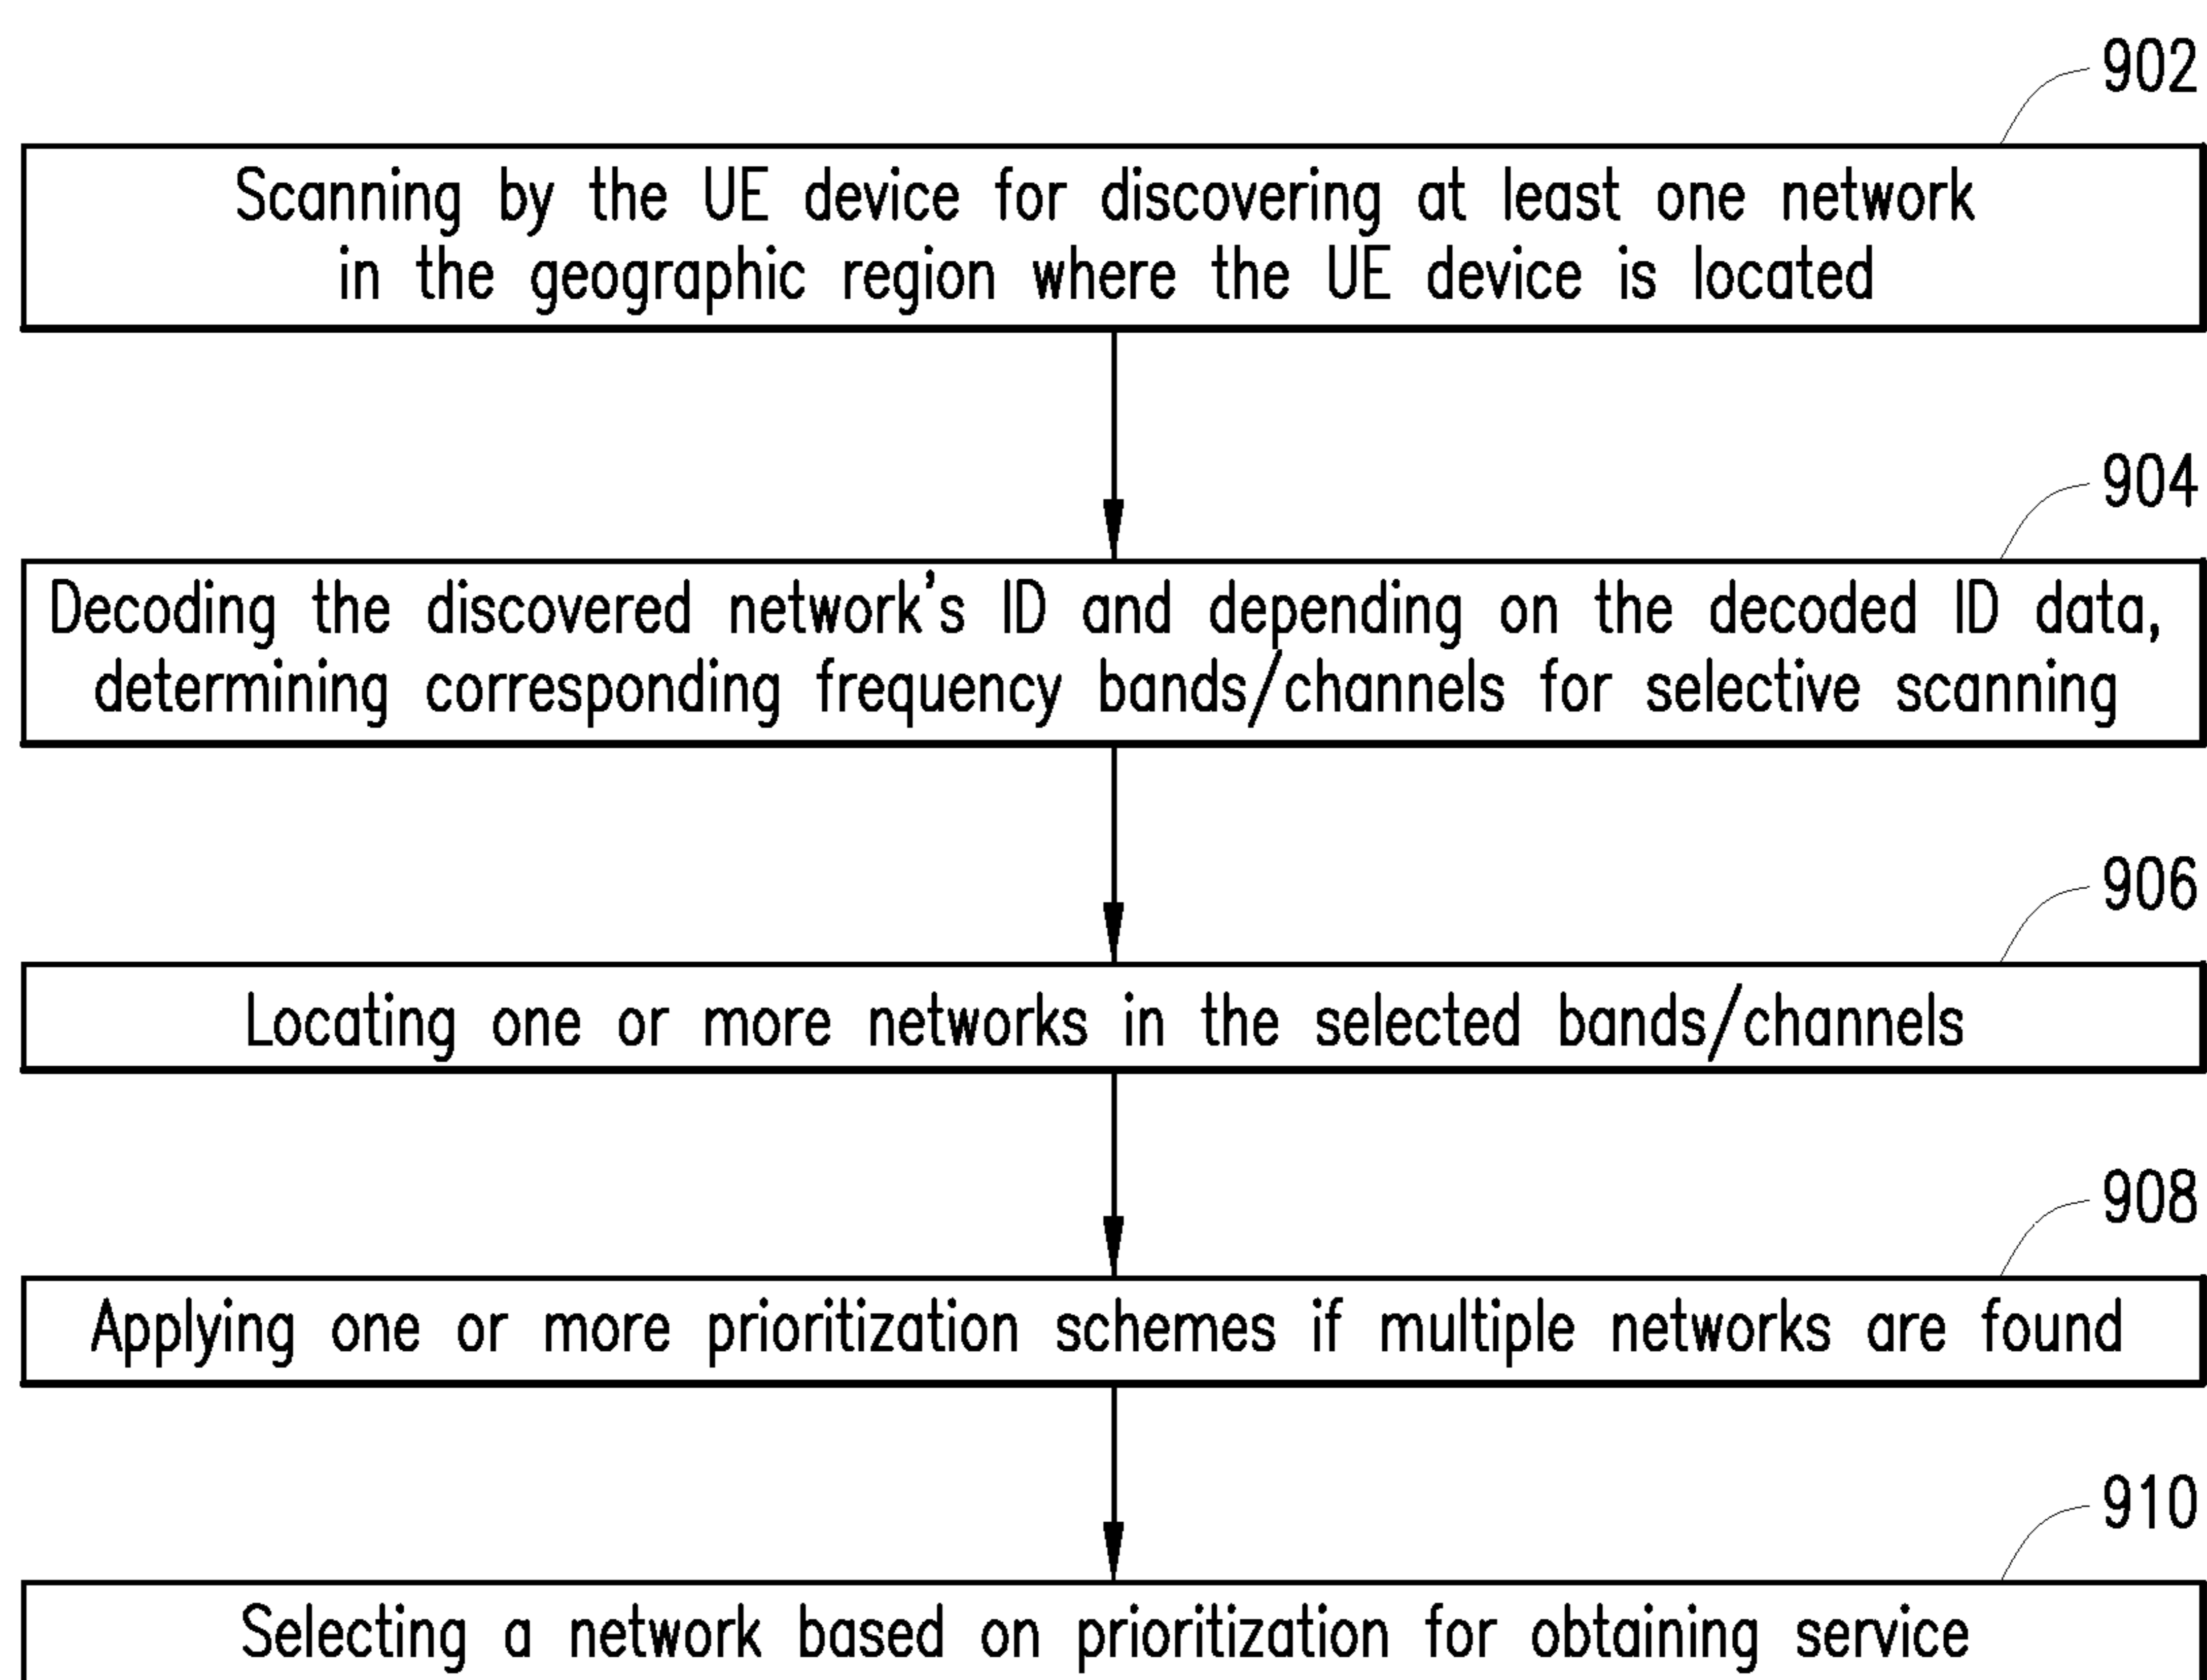 902
Scanning by the UE device for discovering at least one network
in the geographic region where the UE device is located
904
Decoding the discovered network's ID and depending on the decoded ID data,
determining corresponding frequency bands/channels for selective scanning
906
Locating one or more networks in the selected bands/channels
908
Applying one or more prioritization schemes if multiple networks are found
910
Selecting a network based on prioritization for obtaining service